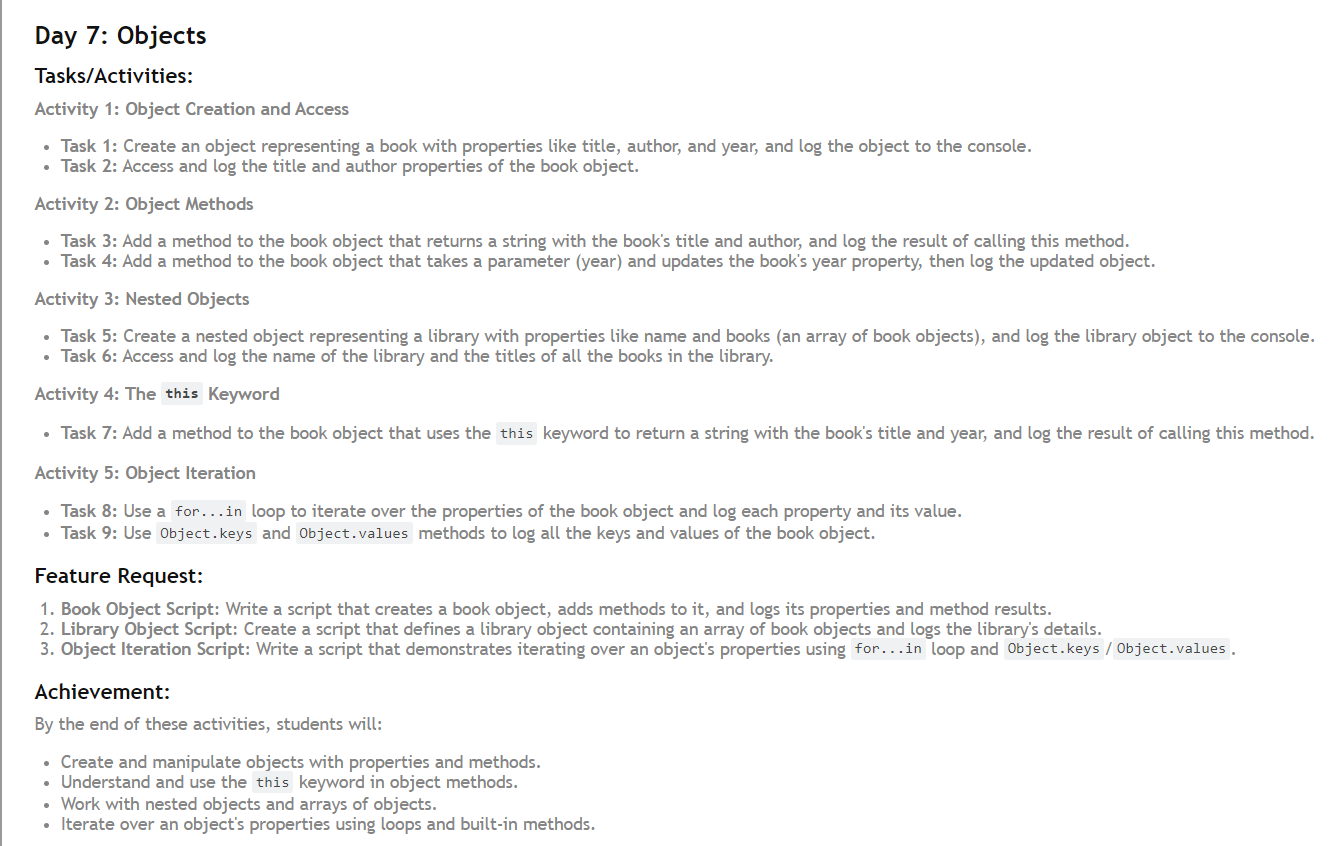 Day 7: Objects
Tasks/Activities:
Activity 1: Object Creation and Access
• Task 1: Create an object representing a book with properties like title, author, and year, and log the object to the console.
• Task 2: Access and log the title and author properties of the book object.
Activity 2: Object Methods
• Task 3: Add a method to the book object that returns a string with the book's title and author, and log the result of calling this method.
• Task 4: Add a method to the book object that takes a parameter (year) and updates the book's year property, then log the updated object.
Activity 3: Nested Objects
• Task 5: Create a nested object representing a library with properties like name and books (an array of book objects), and log the library object to the console.
• Task 6: Access and log the name of the library and the titles of all the books in the library.
Activity 4: The this Keyword
• Task 7: Add a method to the book object that uses the this keyword to return a string with the book's title and year, and log the result of calling this method.
Activity 5: Object Iteration
• Task 8: Use a for...in loop to iterate over the properties of the book object and log each property and its value.
• Task 9: Use Object.keys and Object.values methods to log all the keys and values of the book object.
Feature Request:
1. Book Object Script: Write a script that creates a book object, adds methods to it, and logs its properties and method results.
2. Library Object Script: Create a script that defines a library object containing an array of book objects and logs the library's details.
3. Object Iteration Script: Write a script that demonstrates iterating over an object's properties using for...in loop and Object.keys/Object.values.
Achievement:
By the end of these activities, students will:
• Create and manipulate objects with properties and methods.
• Understand and use the this keyword in object methods.
• Work with nested objects and arrays of objects.
• Iterate over an object's properties using loops and built-in methods.